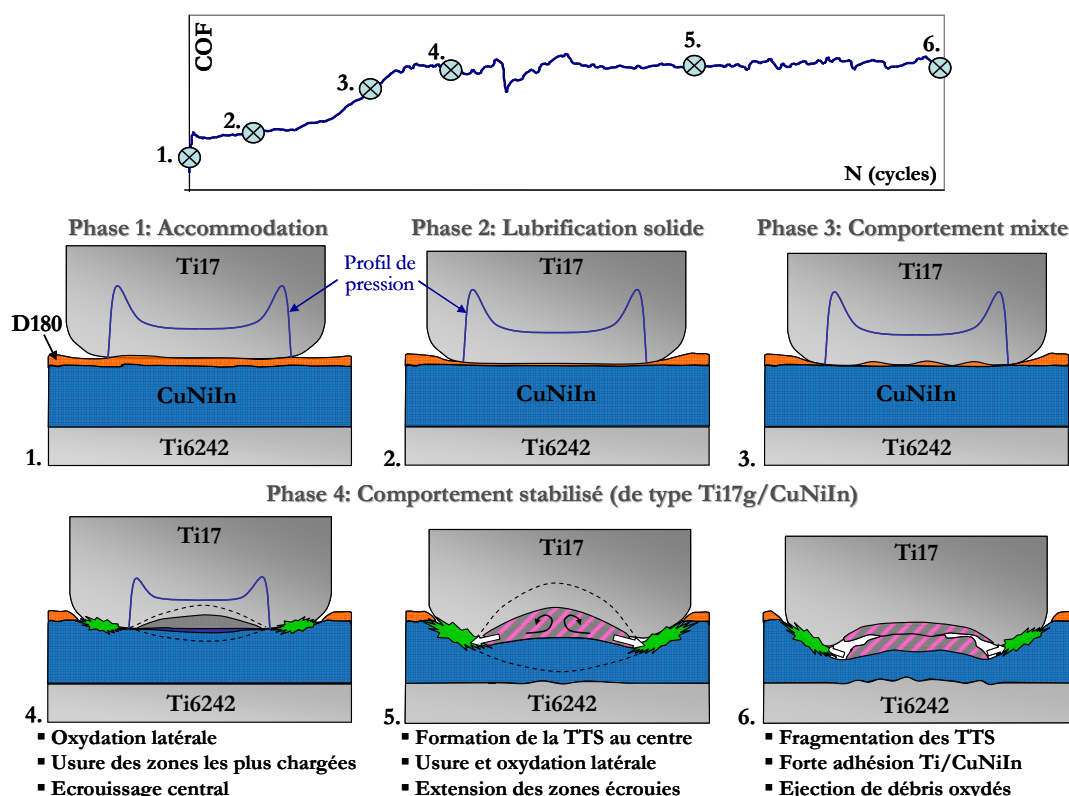 COF
1.
2.
3.
4.
5.
6.
N (cycles)
Phase 1: Accommodation
Phase 2: Lubrification solide
Phase 3: Comportement mixte
Ti17
Profil de
pression
D180
CuNiIn
Ti6242
1.
Ti17
CuNiIn
Ti6242
2.
Ti17
CuNiIn
Ti6242
3.
Phase 4: Comportement stabilisé (de type Ti17g/CuNiIn)
Ti17
Ti6242
4.
▪ Oxydation latérale
▪ Usure des zones les plus chargées
▪ Ecrouissage central
Ti17
Ti6242
5.
▪ Formation de la TTS au centre
▪ Usure et oxydation latérale
▪ Extension des zones écrouies
Ti17
Ti6242
6.
▪ Fragmentation des TTS
▪ Forte adhésion Ti/CuNiIn
▪ Ejection de débris oxydés